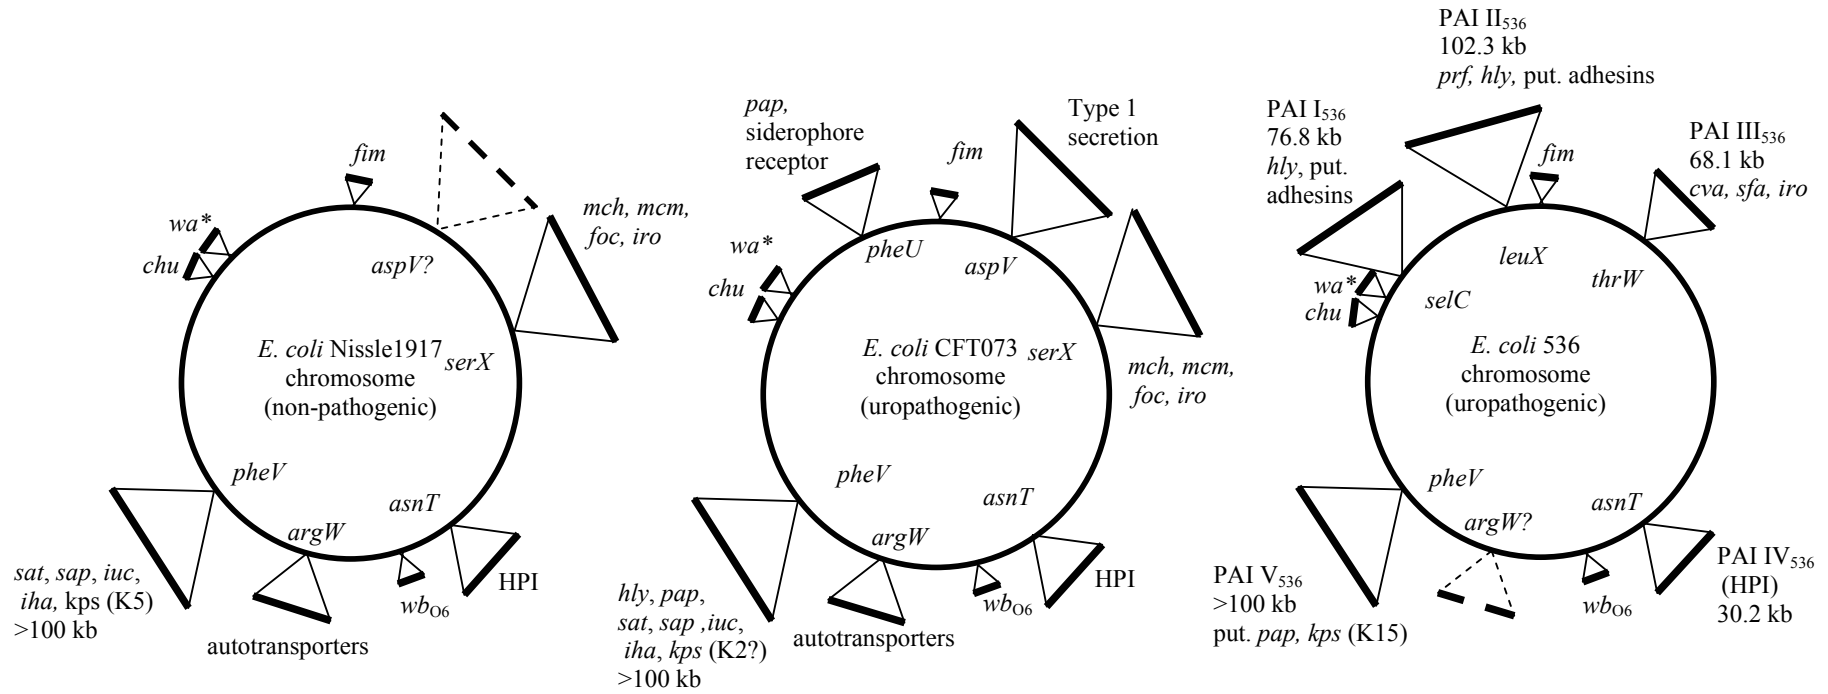 fim
wa*
chu
aspV?
mch, mcm,
foc, iro
E. coli Nissle1917
chromosome
(non-pathogenic)
serX
pheV
asnT
argW
sat, sap, iuc,
iha, kps (K5)
>100 kb
autotransporters
wbO6
HPI
pap,
siderophore
receptor
fim
Type 1
secretion
wa*
chu
pheU
aspV
E. coli CFT073
chromosome
(uropathogenic)
serX
mch, mcm,
foc, iro
pheV
asnT
argW
hly, pap,
sat, sap ,iuc,
iha, kps (K2?)
>100 kb
autotransporters
wbO6
HPI
PAI II536
102.3 kb
prf, hly, put. adhesins
PAI I536
76.8 kb
hly, put.
adhesins
fim
PAI III536
68.1 kb
cva, sfa, iro
wa*
chu
selC
leuX
thrW
E. coli 536
chromosome
(uropathogenic)
pheV
asnT
argW?
PAI V536
>100 kb
put. pap, kps (K15)
wbO6
PAI IV536
(HPI)
30.2 kb